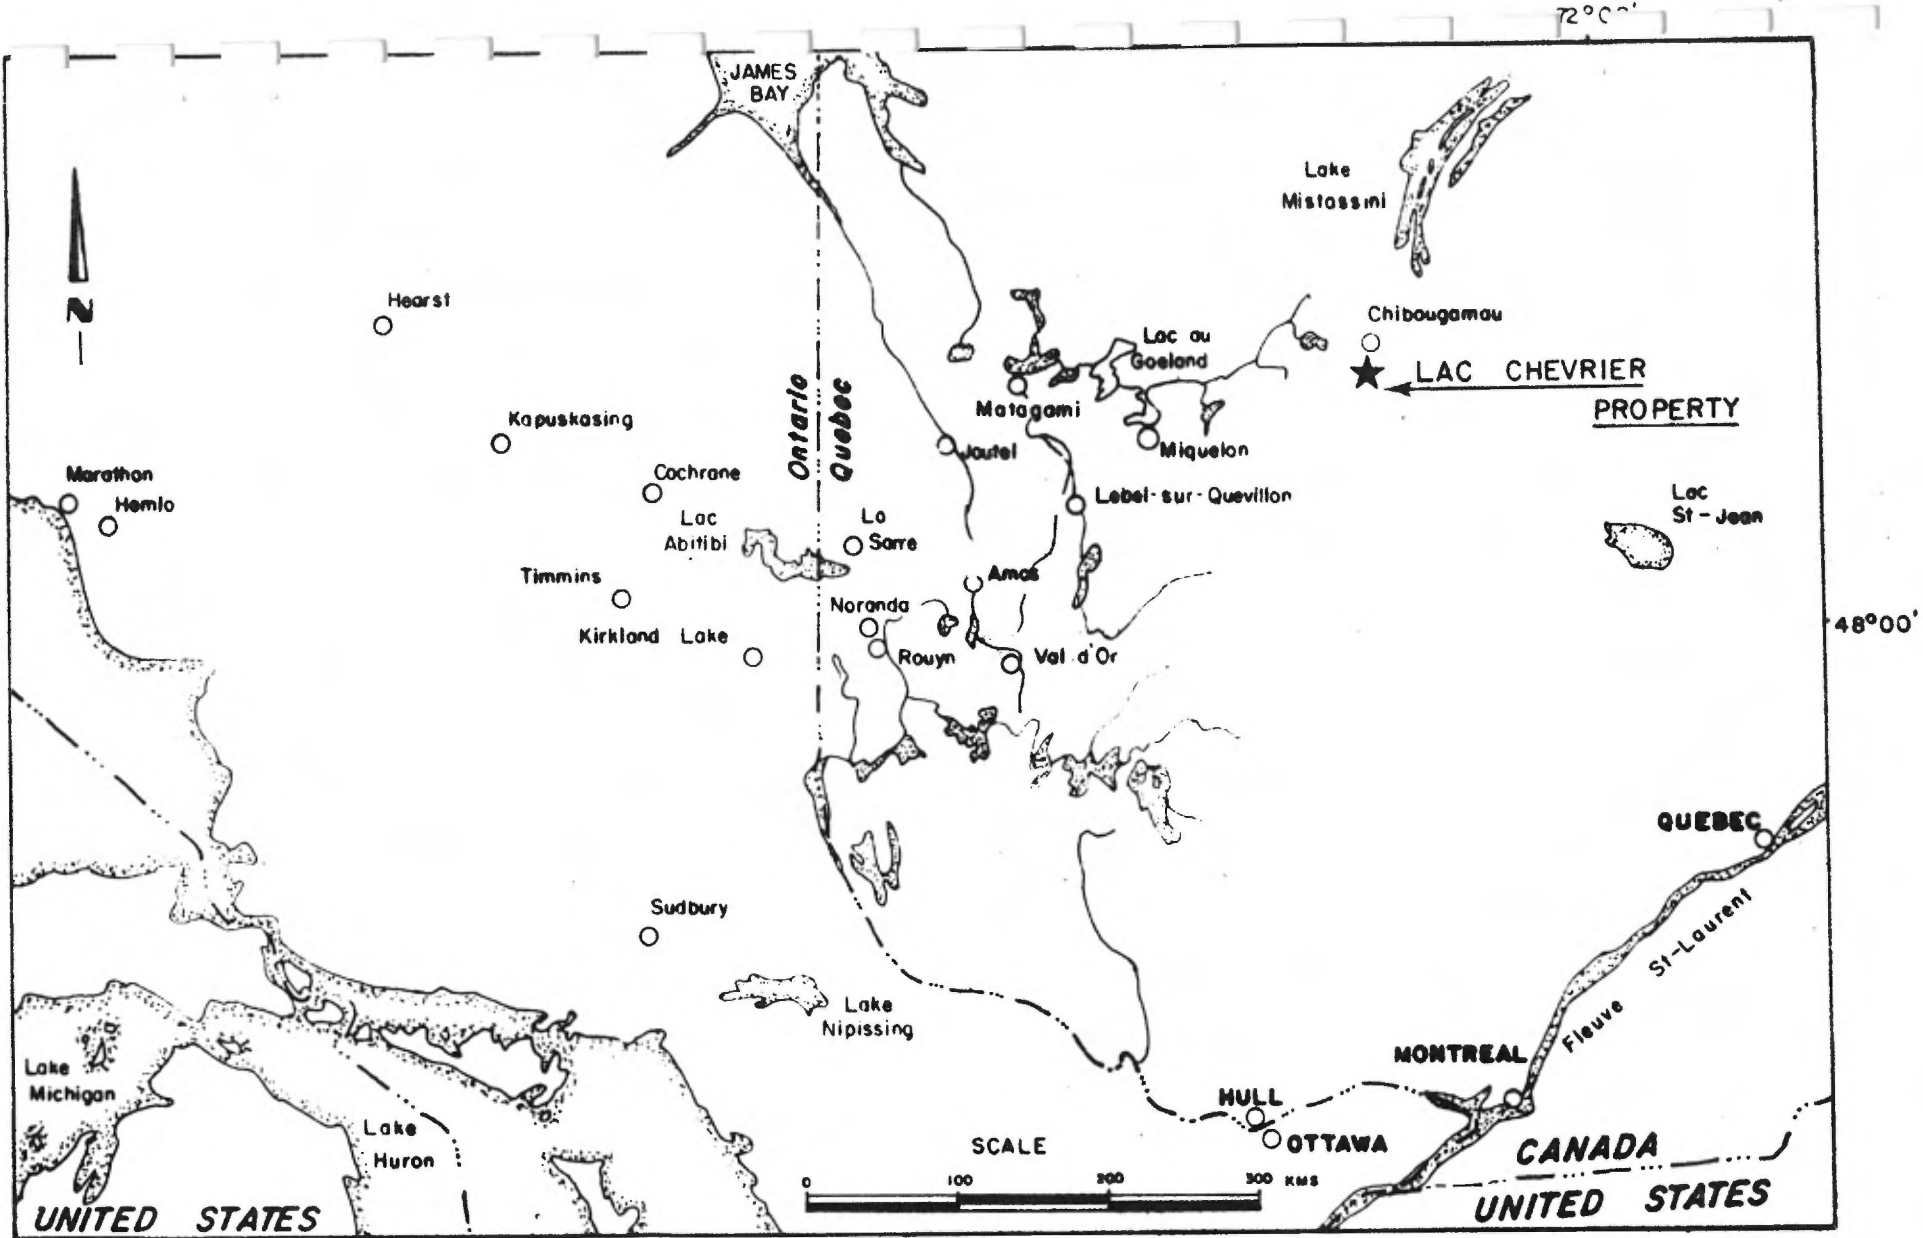 JAMES
BAY
Lake
Mistassini
N
Hearst
Chibougamau
Lac au
Goeland
LAC CHEVRIER
PROPERTY
Ontario
Quebec
Matagami
Kapuskasing
Joutel
Miquelon
Marathon
Hemlo
Cochrane
Lebel-sur-Quevillon
Lac
St-Jean
Lac
Abitibi
La
Sarre
Timmins
Amos
Noranda
48°00'
Kirkland Lake
Rouyn
Val d'Or
QUEBEC
Sudbury
Fleuve St-Laurent
Lake
Nipissing
MONTREAL
Lake
Michigan
HULL
OTTAWA
Lake
Huron
SCALE
0 100 200 300 KMS
CANADA
UNITED STATES
UNITED STATES